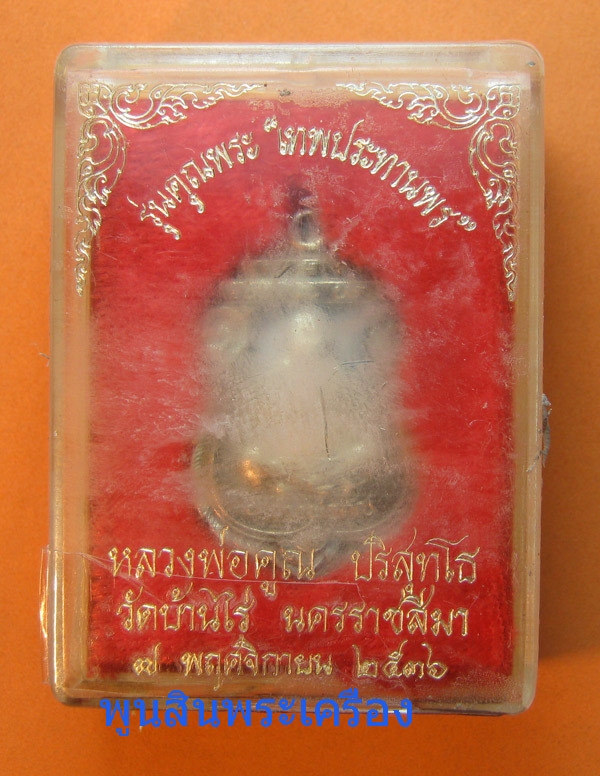 รุ่นคูณพระ "เทพประทานพร"
หลวงพ่อคูณ ปริสุทโธ
วัดบ้านไร่ นครราชสีมา
๗ พฤศจิกายน ๒๕๓๖
พูนสินพระเครื่อง